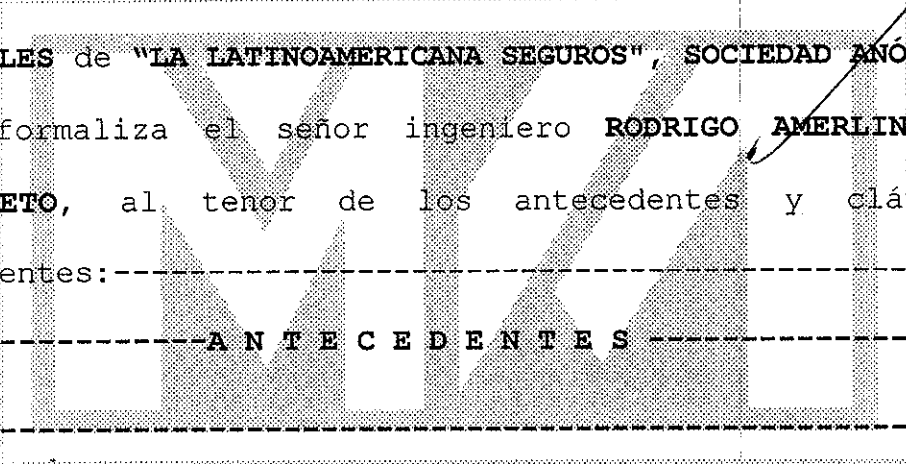 LES de "LA LATINOAMERICANA SEGUROS", SOCIEDAD ANÓ
formaliza el señor ingeniero RODRIGO AMERLIN
ETO, al tenor de los antecedentes y clá
entes:-----------------------------------------
-----------A N T E C E D E N T E S -------------
-----------------------------------------------